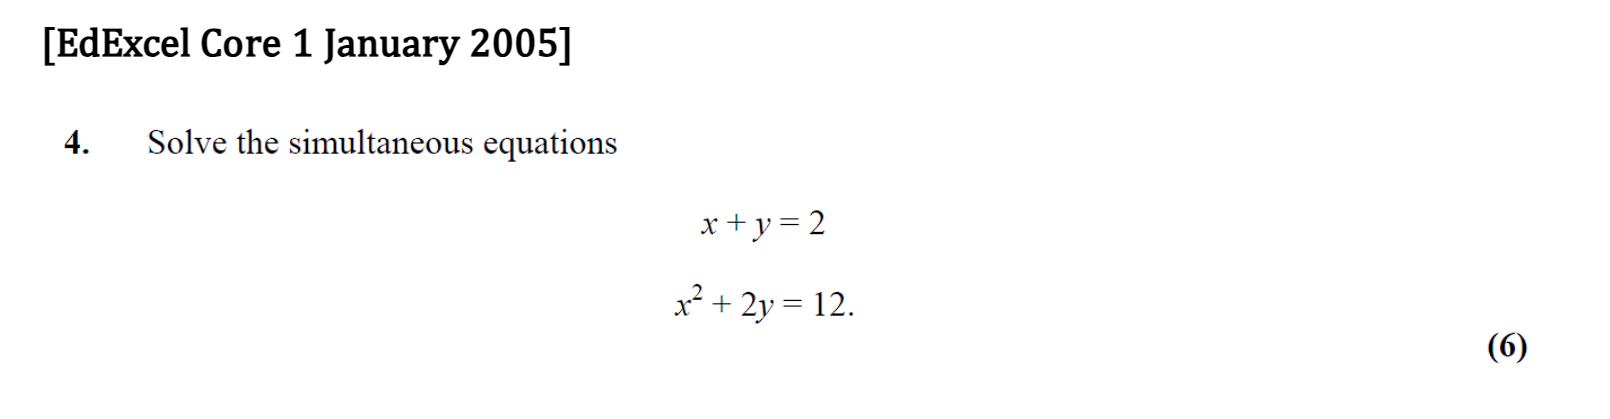 [EdExcel Core 1 January 2005]
4. Solve the simultaneous equations
x + y = 2
x² + 2y = 12.
(6)